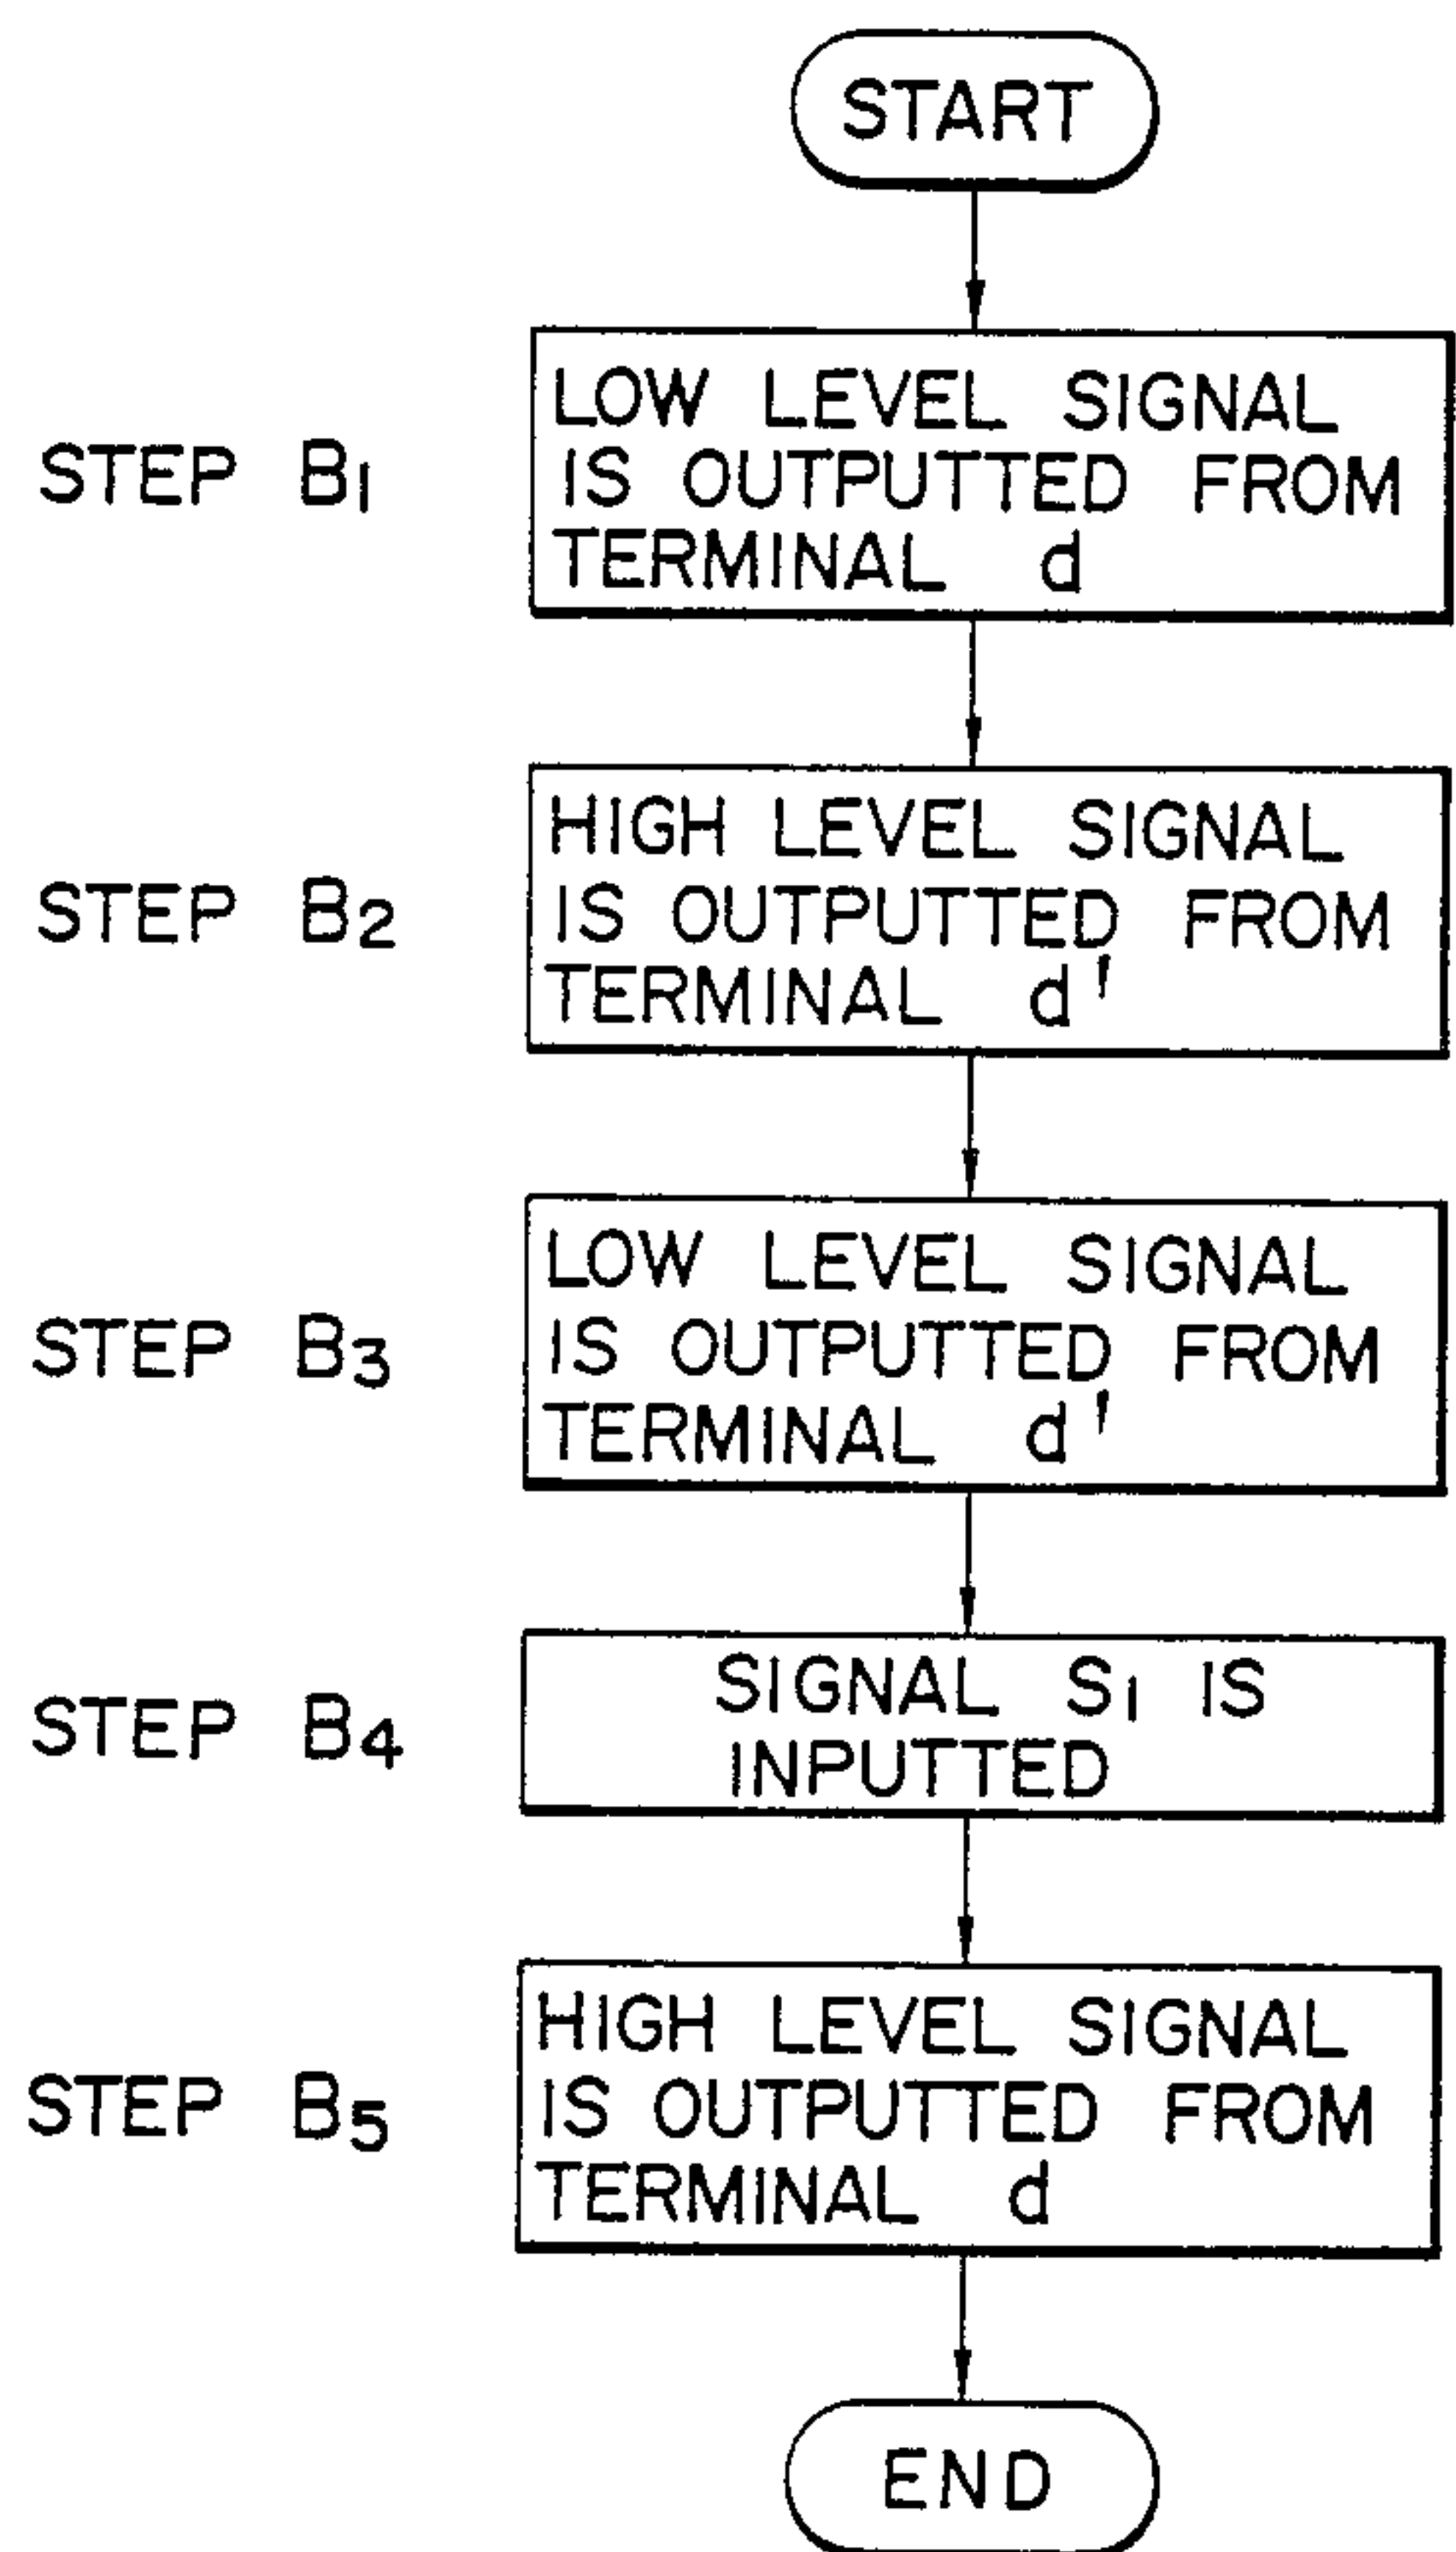 START
STEP B1
LOW LEVEL SIGNAL
IS OUTPUTTED FROM
TERMINAL d
STEP B2
HIGH LEVEL SIGNAL
IS OUTPUTTED FROM
TERMINAL d'
STEP B3
LOW LEVEL SIGNAL
IS OUTPUTTED FROM
TERMINAL d'
STEP B4
SIGNAL S1 IS
INPUTTED
STEP B5
HIGH LEVEL SIGNAL
IS OUTPUTTED FROM
TERMINAL d
END